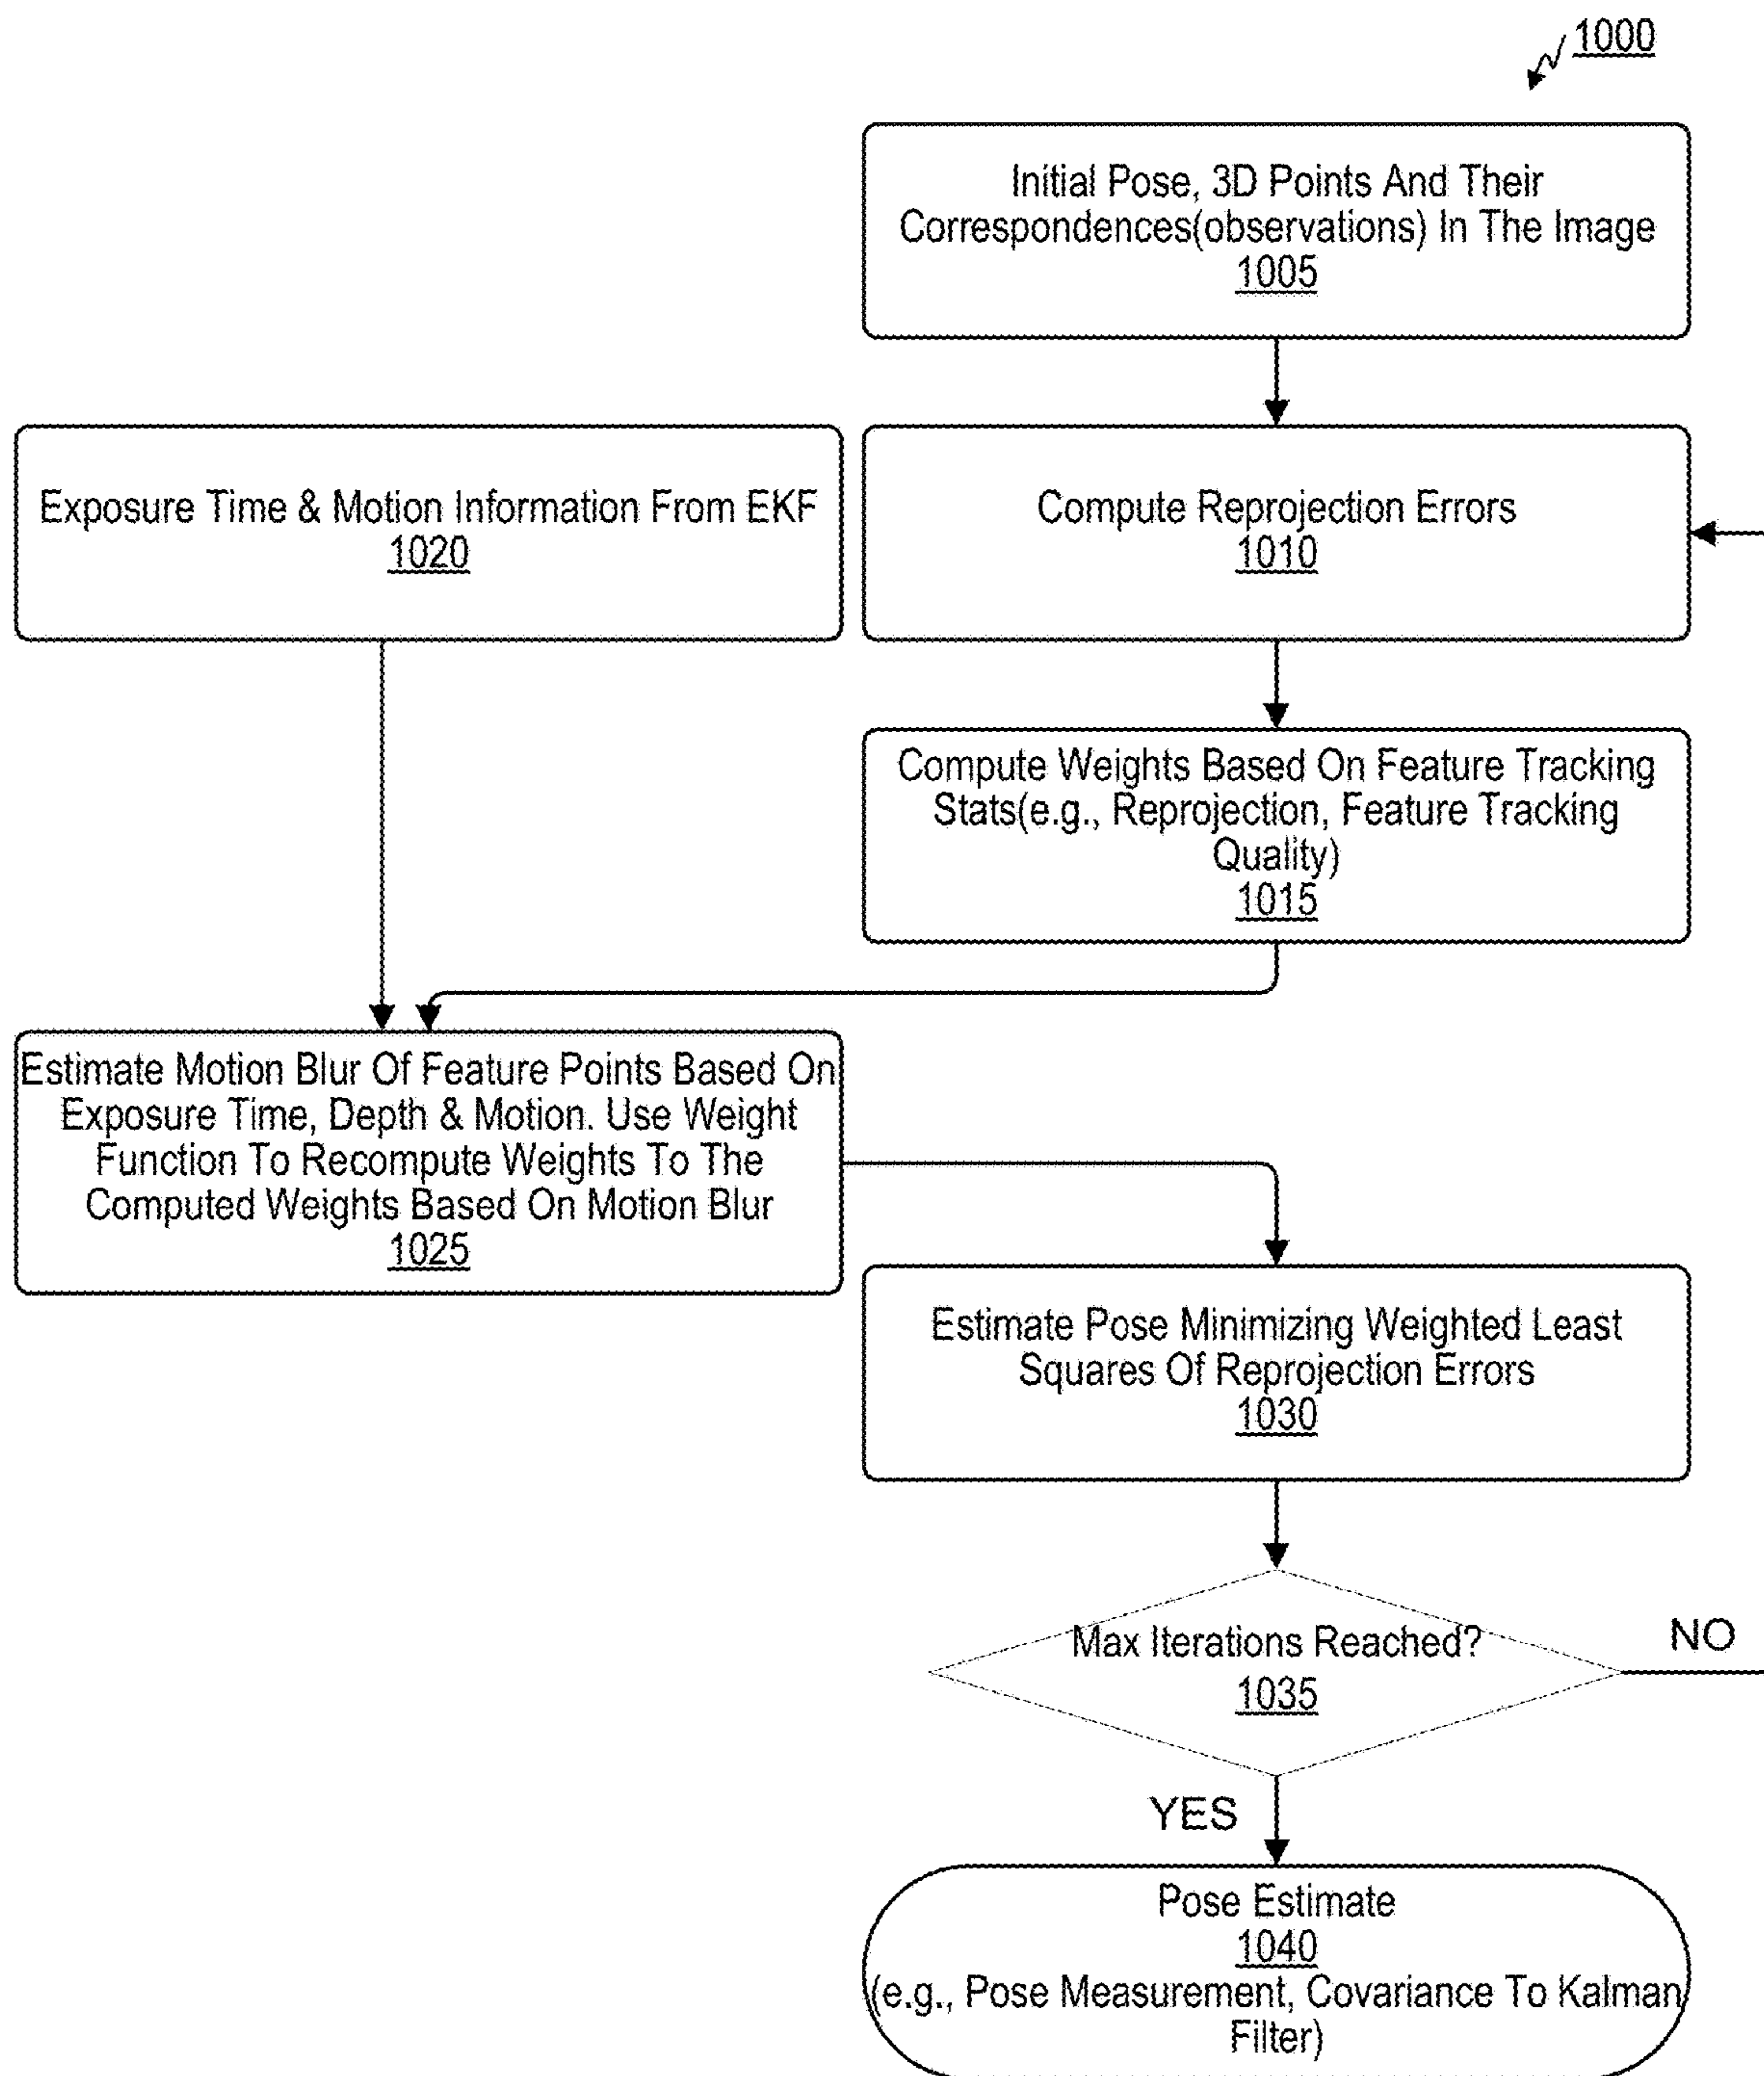 1000
Initial Pose, 3D Points And Their
Correspondences(observations) In The Image
1005
Exposure Time & Motion Information From EKF
1020
Compute Reprojection Errors
1010
Compute Weights Based On Feature Tracking
Stats(e.g., Reprojection, Feature Tracking
Quality)
1015
Estimate Motion Blur Of Feature Points Based On
Exposure Time, Depth & Motion. Use Weight
Function To Recompute Weights To The
Computed Weights Based On Motion Blur
1025
Estimate Pose Minimizing Weighted Least
Squares Of Reprojection Errors
1030
Max Iterations Reached?
1035
NO
YES
Pose Estimate
1040
(e.g., Pose Measurement, Covariance To Kalman
Filter)